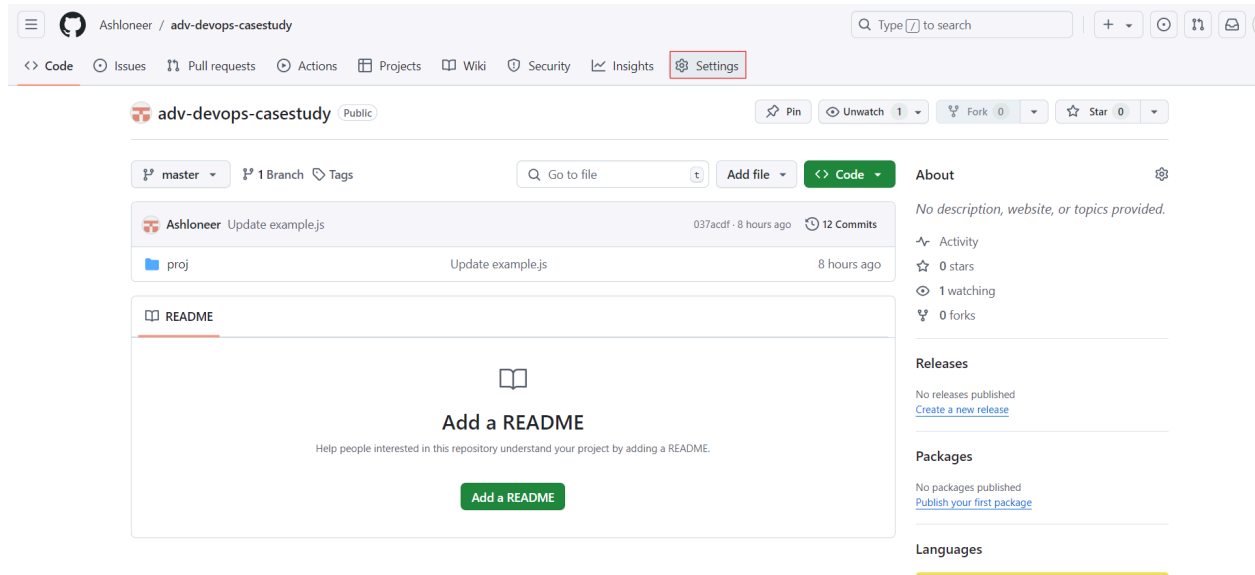 Ashloneer / adv-devops-casestudy
Type / to search
Code Issues Pull requests Actions Projects Wiki Security Insights Settings
adv-devops-casestudy Public
Pin Unwatch 1 Fork 0 Star 0
master 1 Branch Tags
Go to file t Add file Code
Ashloneer Update example.js 037acdf · 8 hours ago 12 Commits
proj Update example.js 8 hours ago
README
Add a README
Help people interested in this repository understand your project by adding a README.
Add a README
About
No description, website, or topics provided.
Activity
0 stars
1 watching
0 forks
Releases
No releases published
Create a new release
Packages
No packages published
Publish your first package
Languages